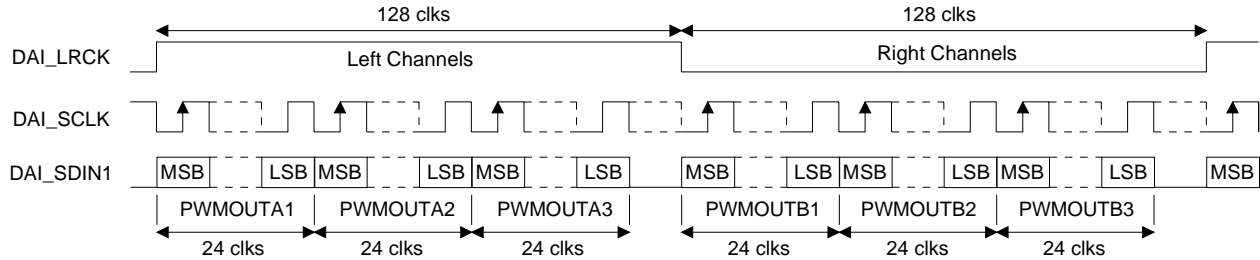 128 clks 128 clks
DAI_LRCK Left Channels Right Channels
DAI_SCLK
DAI_SDIN1 MSB LSB MSB LSB MSB LSB MSB LSB MSB LSB MSB LSB MSB
PWMOUTA1 PWMOUTA2 PWMOUTA3 PWMOUTB1 PWMOUTB2 PWMOUTB3
24 clks 24 clks 24 clks 24 clks 24 clks 24 clks